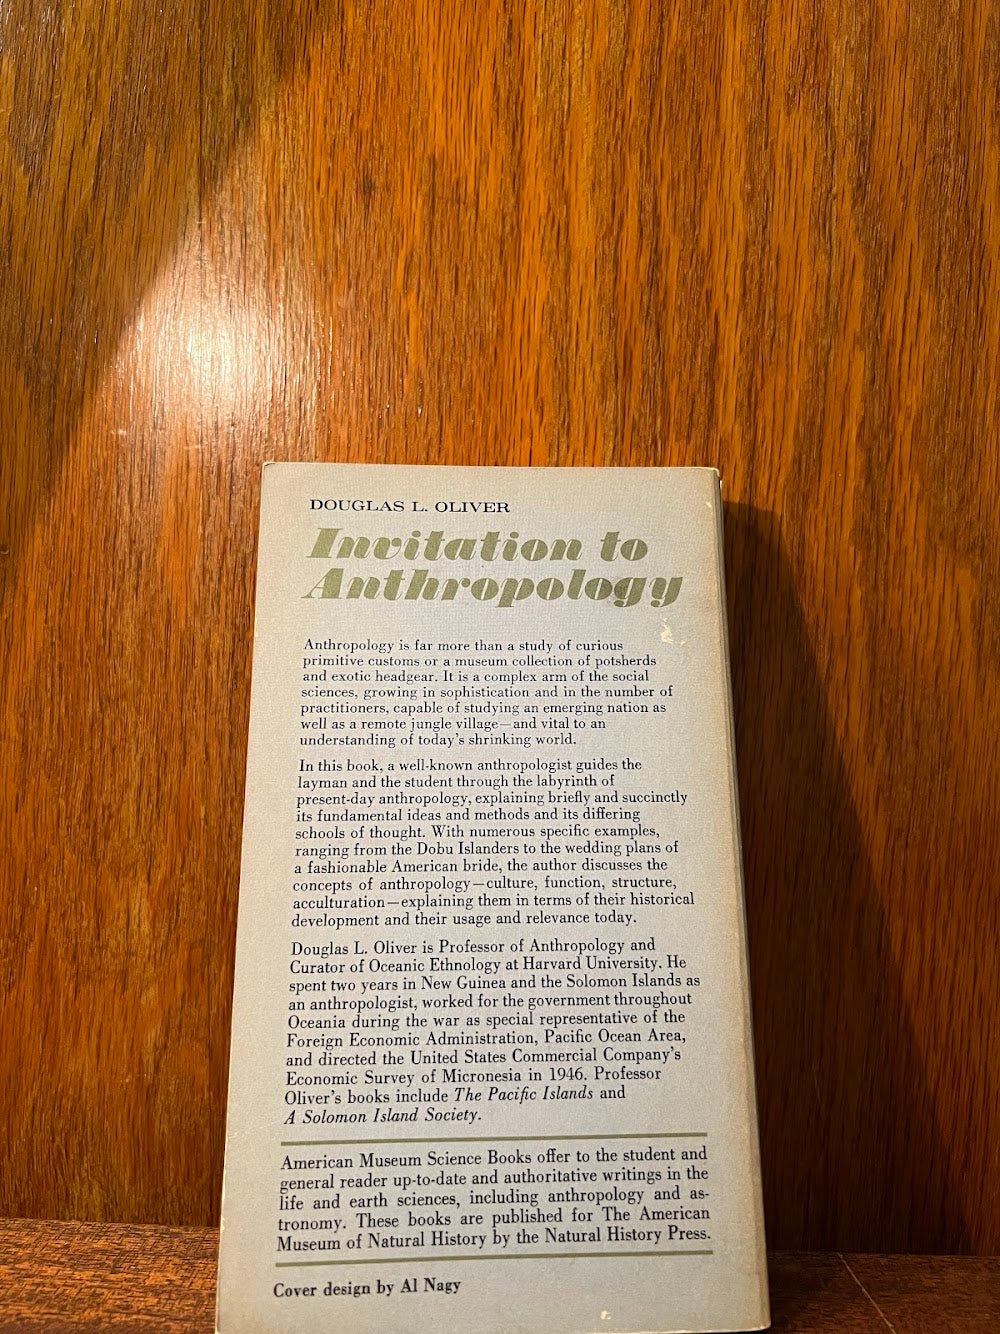 DOUGLAS L. OLIVER
Invitation to
Anthropology
Anthropology is far more than a study of curious
primitive customs or a museum collection of potsherds
and exotic headgear. It is a complex arm of the social
sciences, growing in sophistication and in the number of
practitioners, capable of studying an emerging nation as
well as a remote jungle village—and vital to an
understanding of today's shrinking world.
In this book, a well-known anthropologist guides the
layman and the student through the labyrinth of
present-day anthropology, explaining briefly and succinctly
its fundamental ideas and methods and its differing
schools of thought. With numerous specific examples,
ranging from the Dobu Islanders to the wedding plans of
a fashionable American bride, the author discusses the
concepts of anthropology—culture, function, structure,
acculturation—explaining them in terms of their historical
development and their usage and relevance today.
Douglas L. Oliver is Professor of Anthropology and
Curator of Oceanic Ethnology at Harvard University. He
spent two years in New Guinea and the Solomon Islands as
an anthropologist, worked for the government throughout
Oceania during the war as special representative of the
Foreign Economic Administration, Pacific Ocean Area,
and directed the United States Commercial Company's
Economic Survey of Micronesia in 1946. Professor
Oliver's books include The Pacific Islands and
A Solomon Island Society.
American Museum Science Books offer to the student and
general reader up-to-date and authoritative writings in the
life and earth sciences, including anthropology and as-
tronomy. These books are published for The American
Museum of Natural History by the Natural History Press.
Cover design by Al Nagy